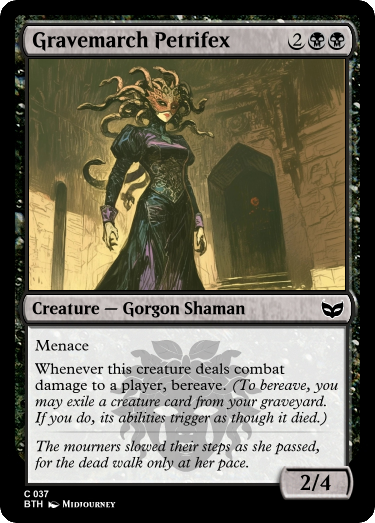 Gravemarch Petrifex 2
Creature — Gorgon Shaman
Menace
Whenever this creature deals combat
damage to a player, bereave. (To bereave, you
may exile a creature card from your graveyard.
If you do, its abilities trigger as though it died.)
The mourners slowed their steps as she passed,
for the dead walk only at her pace.
2/4
C 037
BTH Midjourney